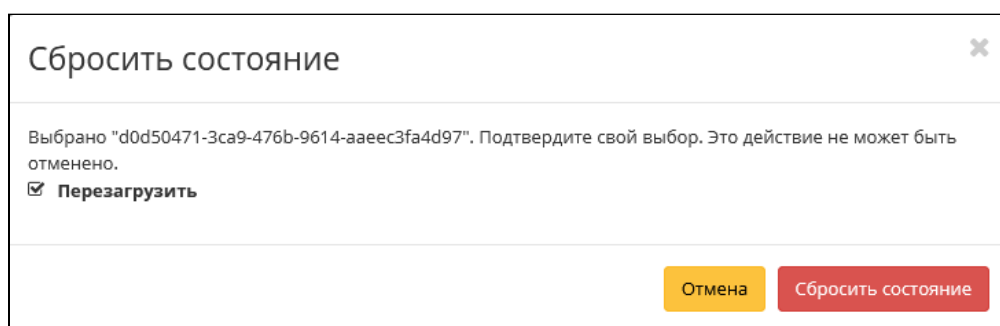 Сбросить состояние
Выбрано "d0d50471-3ca9-476b-9614-aaeec3fa4d97". Подтвердите свой выбор. Это действие не может быть
отменено.
Перезагрузить
Отмена
Сбросить состояние